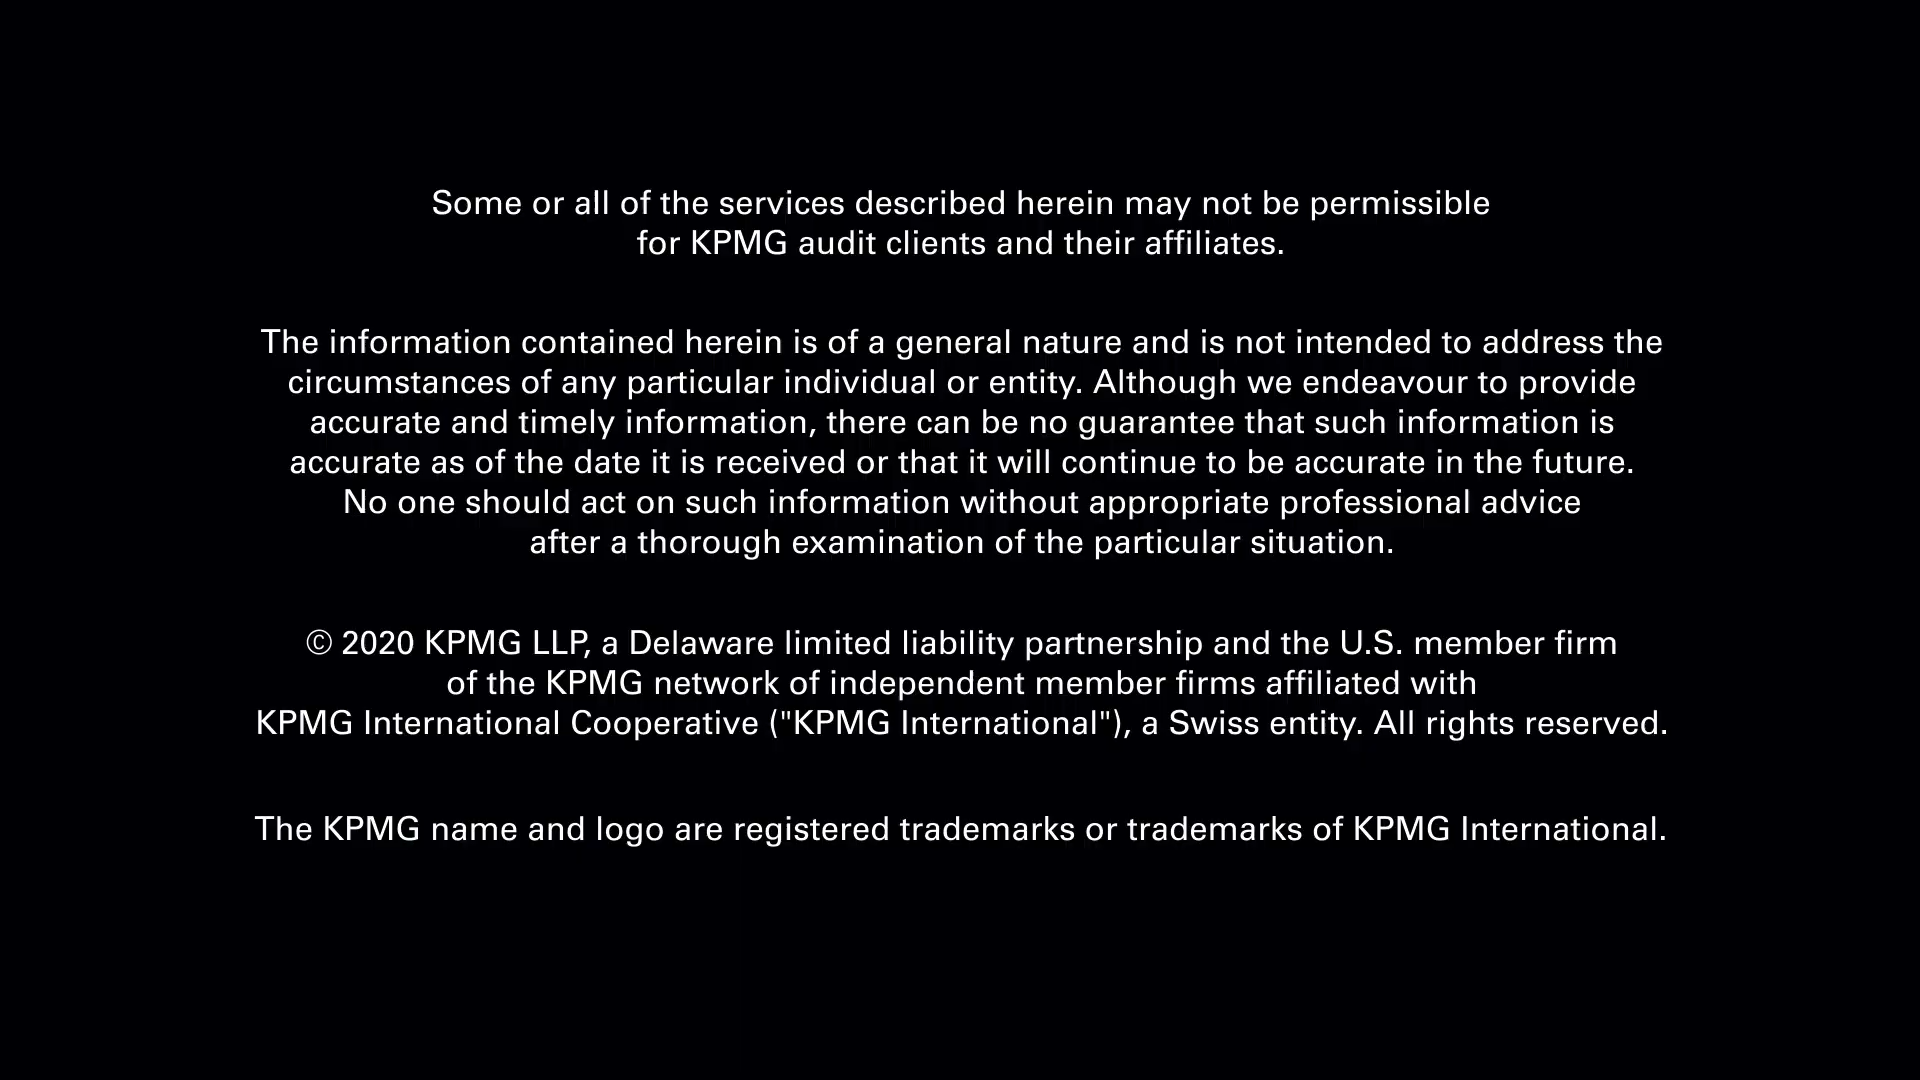 Some or all of the services described herein may not be permissible
for KPMG audit clients and their affiliates.
The information contained herein is of a general nature and is not intended to address the
circumstances of any particular individual or entity. Although we endeavour to provide
accurate and timely information, there can be no guarantee that such information is
accurate as of the date it is received or that it will continue to be accurate in the future.
No one should act on such information without appropriate professional advice
after a thorough examination of the particular situation.
© 2020 KPMG LLP, a Delaware limited liability partnership and the U.S. member firm
of the KPMG network of independent member firms affiliated with
KPMG International Cooperative ("KPMG International"), a Swiss entity. All rights reserved.
The KPMG name and logo are registered trademarks or trademarks of KPMG International.